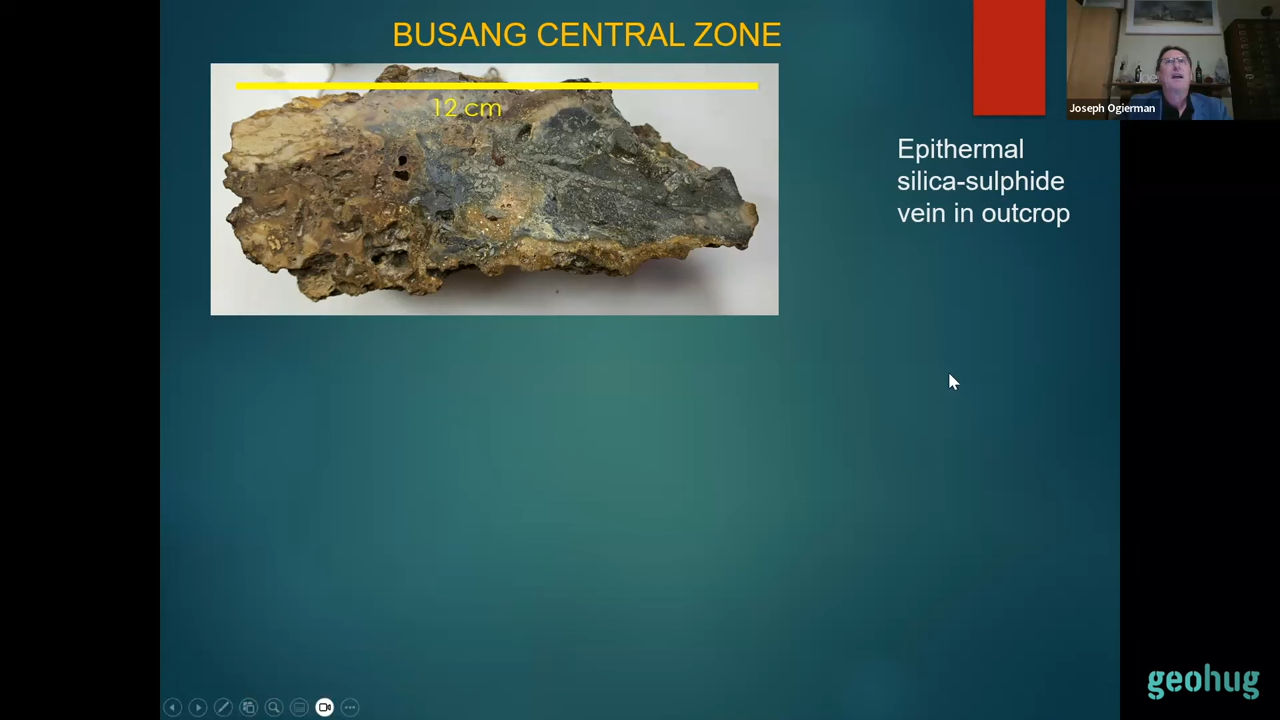 BUSANG CENTRAL ZONE
12 cm
Joseph Ogierman
Epithermal
silica-sulphide
vein in outcrop
geohug